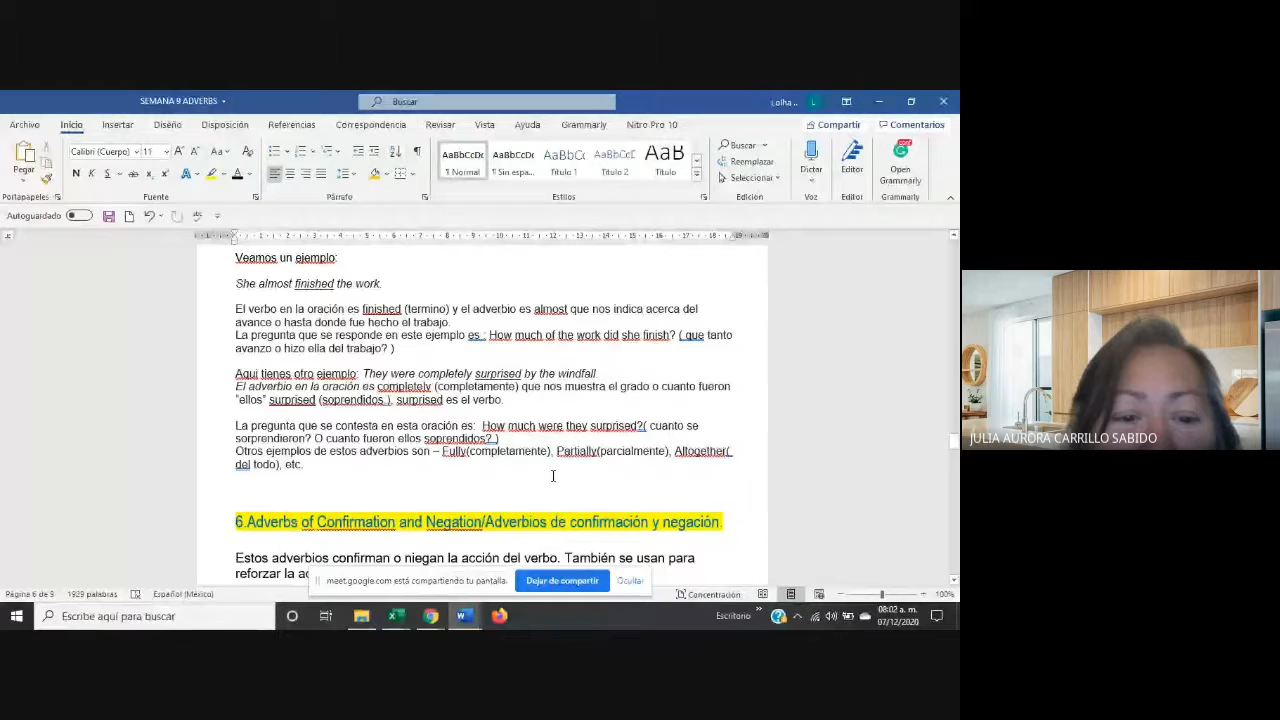 SEMANA 9 ADVERBS
Buscar
Lolha ..
Archivo Inicio Insertar Diseño Disposición Referencias Correspondencia Revisar Vista Ayuda Grammarly Nitro Pro 10 Compartir Comentarios
Pegar
Calibri (Cuerpo) 11
AaBbCcDc AaBbCcDc AaBbC AaBbCcD AaB
¶ Normal ¶ Sin espa... Título 1 Título 2 Título
Buscar
Reemplazar
Seleccionar
Dictar
Editor
Open Grammarly
Portapapeles Fuente Párrafo Estilos Edición Voz Editor Grammarly
Autoguardado
Veamos un ejemplo:
She almost finished the work.
El verbo en la oración es finished (termino) y el adverbio es almost que nos indica acerca del
avance o hasta donde fue hecho el trabajo.
La pregunta que se responde en este ejemplo es : How much of the work did she finish? ( que tanto
avanzo o hizo ella del trabajo? )
Aqui tienes otro ejemplo: They were completely surprised by the windfall.
El adverbio en la oración es completely (completamente) que nos muestra el grado o cuanto fueron
"ellos" surprised (soprendidos ), surprised es el verbo.
La pregunta que se contesta en esta oración es: How much were they surprised?( cuanto se
sorprendieron? O cuanto fueron ellos soprendidos? )
Otros ejemplos de estos adverbios son – Fully(completamente), Partially(parcialmente), Altogether(
del todo), etc.
6.Adverbs of Confirmation and Negation/Adverbios de confirmación y negación.
Estos adverbios confirman o niegan la acción del verbo. También se usan para
reforzar la ac
meet.google.com está compartiendo tu pantalla. Dejar de compartir Ocultar
Página 6 de 9 1929 palabras Español (México) Concentración 100%
Escribe aquí para buscar
Escritorio
08:02 a. m.
07/12/2020
JULIA AURORA CARRILLO SABIDO